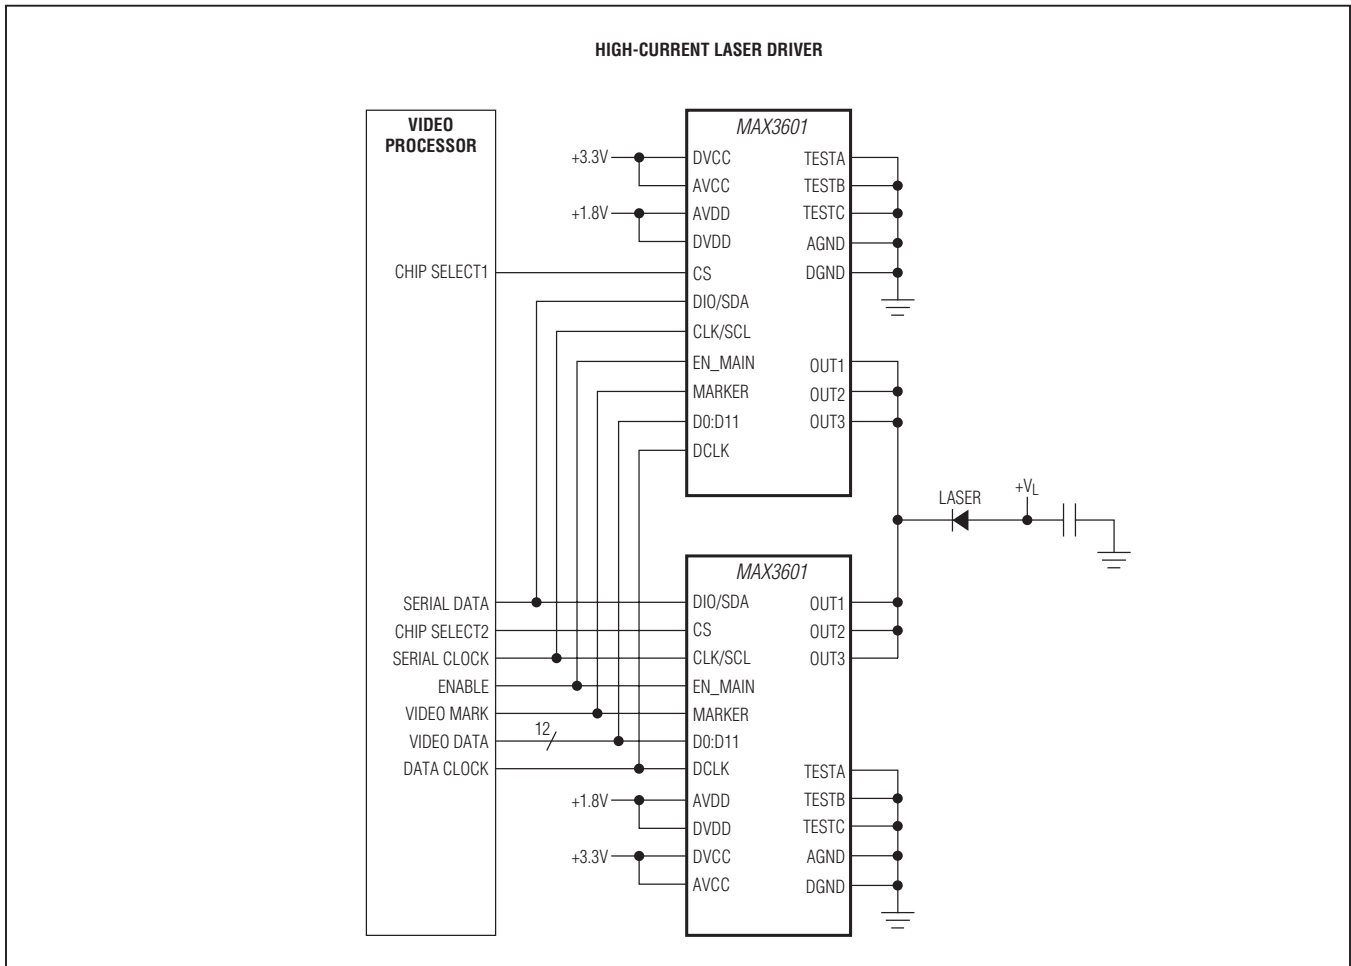 HIGH-CURRENT LASER DRIVER
VIDEO
PROCESSOR
CHIP SELECT1
SERIAL DATA
CHIP SELECT2
SERIAL CLOCK
ENABLE
VIDEO MARK
VIDEO DATA
DATA CLOCK
12
MAX3601
+3.3V
+1.8V
DVCC
AVCC
AVDD
DVDD
CS
DIO/SDA
CLK/SCL
EN_MAIN
MARKER
D0:D11
DCLK
TESTA
TESTB
TESTC
AGND
DGND
OUT1
OUT2
OUT3
LASER
+VL
MAX3601
DIO/SDA
CS
CLK/SCL
EN_MAIN
MARKER
D0:D11
DCLK
+1.8V
AVDD
DVDD
+3.3V
DVCC
AVCC
OUT1
OUT2
OUT3
TESTA
TESTB
TESTC
AGND
DGND